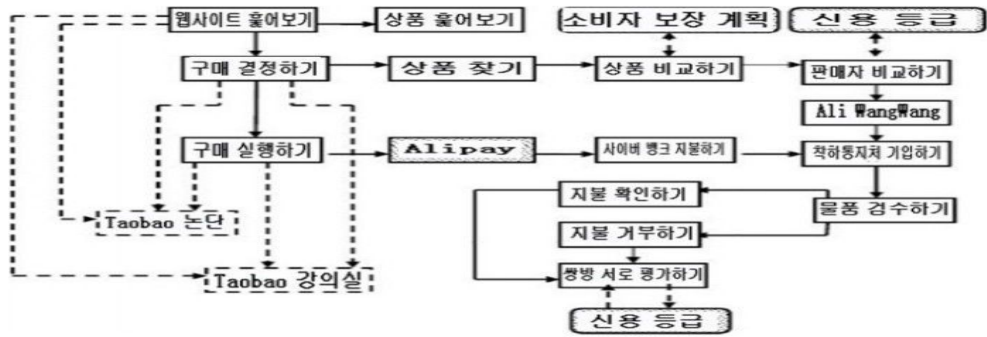 웹사이트 훑어보기
상품 훑어보기
소비자 보장 계획
신용 등급
구매 결정하기
상품 찾기
상품 비교하기
판매자 비교하기
Ali WangWang
구매 실행하기
Alipay
사이버 뱅크 지불하기
착하통지처 기입하기
지불 확인하기
물품 검수하기
Taobao 논단
지불 거부하기
쌍방 서로 평가하기
Taobao 강의실
신용 등급